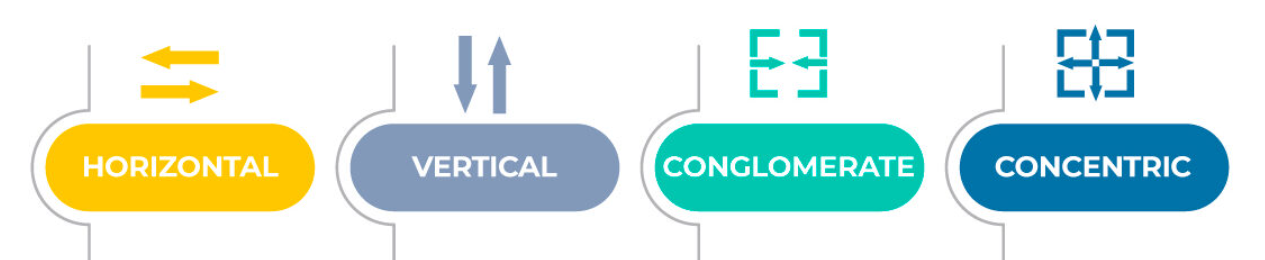 HORIZONTAL
VERTICAL
CONGLOMERATE
CONCENTRIC